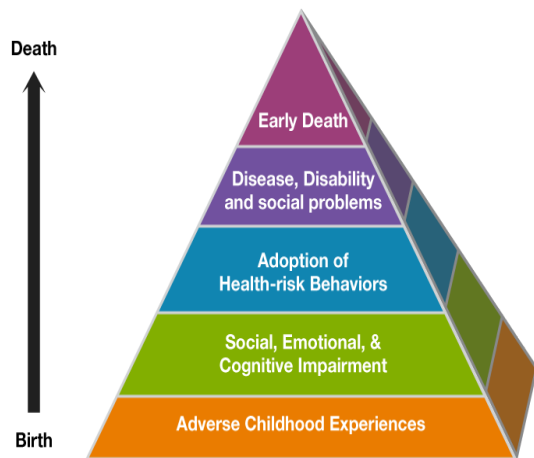 Death
Early Death
Disease, Disability
and social problems
Adoption of
Health-risk Behaviors
Social, Emotional, &
Cognitive Impairment
Adverse Childhood Experiences
Birth